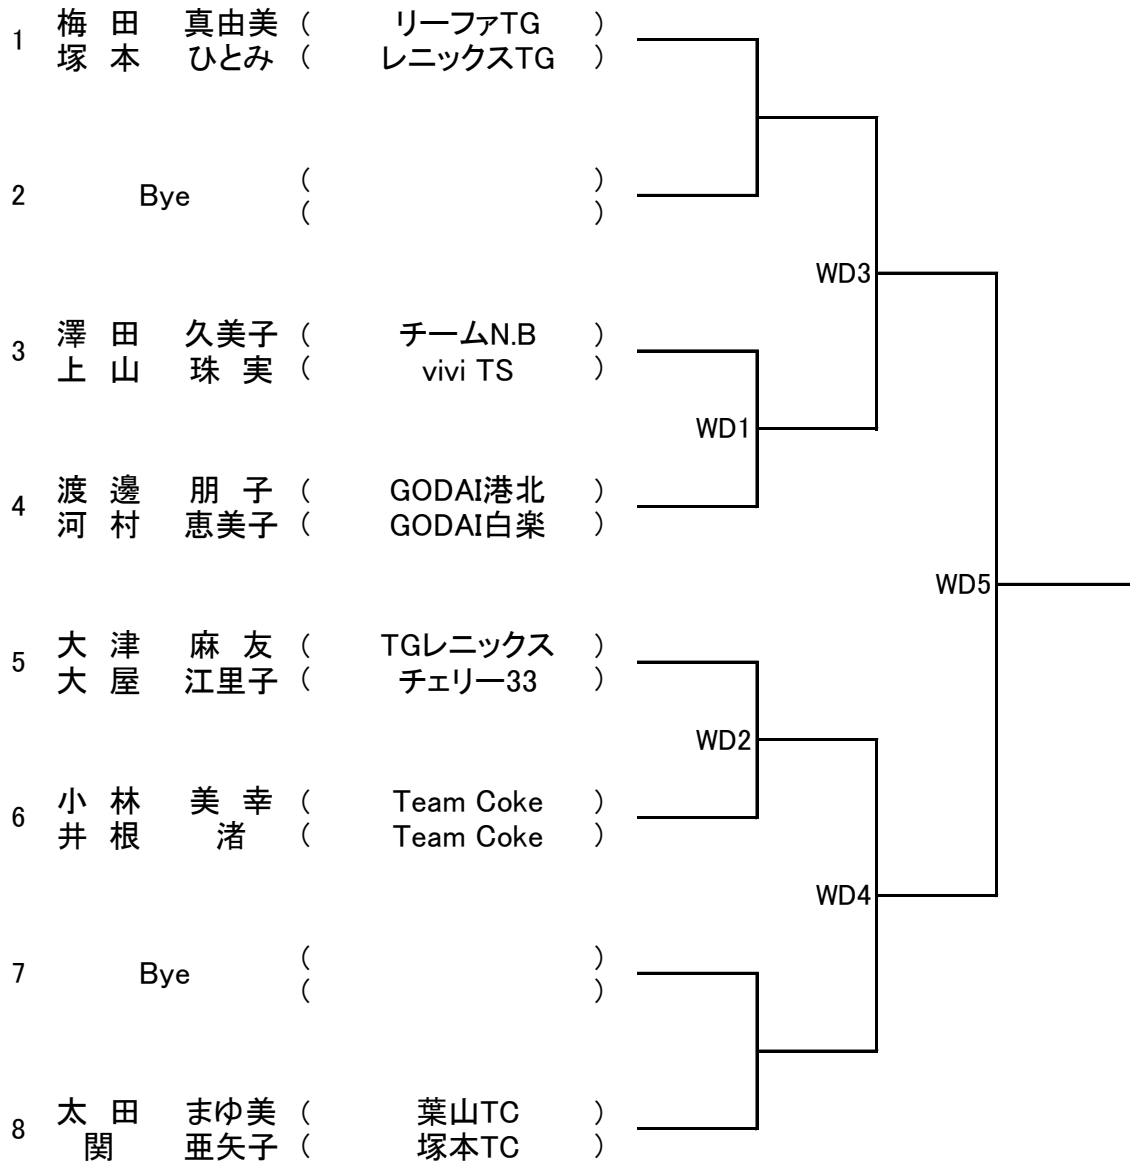 1 梅田 真由美 ( リーファTG )
塚本 ひとみ ( レニックスTG )
2 Bye ( )
( )
WD3
3 澤田 久美子 ( チームN.B )
上山 珠実 ( vivi TS )
WD1
4 渡邊 朋子 ( GODAI港北 )
河村 恵美子 ( GODAI白楽 )
WD5
5 大津 麻友 ( TGレニックス )
大屋 江里子 ( チェリー33 )
WD2
6 小林 美幸 ( Team Coke )
井根 渚 ( Team Coke )
WD4
7 Bye ( )
( )
8 太田 まゆ美 ( 葉山TC )
関 亜矢子 ( 塚本TC )